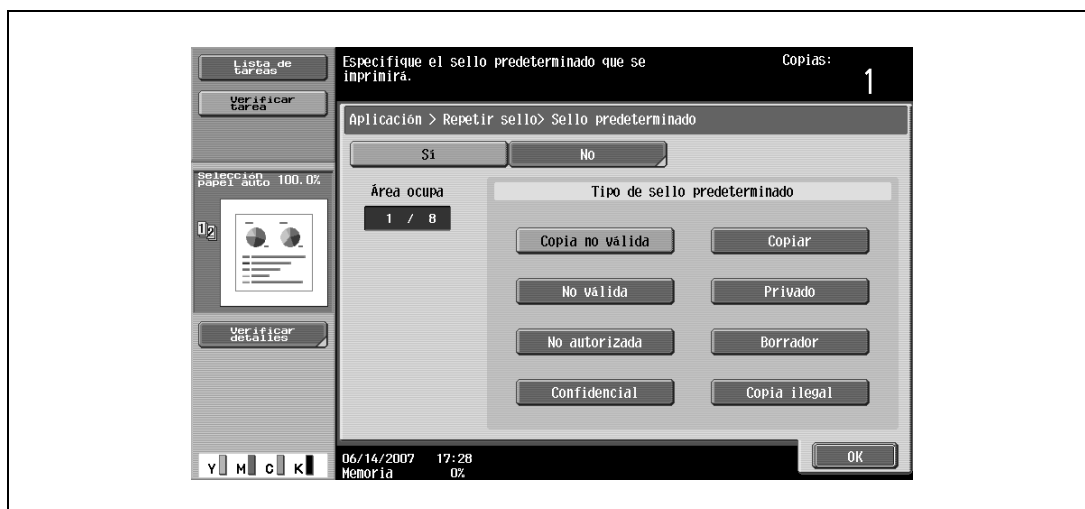 Lista de
tareas
Verificar
tarea
Selección
papel auto 100.0%
1 2
Verificar
detalles
Y M C K
Especifique el sello predeterminado que se
imprimirá.
Copias:
1
Aplicación > Repetir sello> Sello predeterminado
Sí
No
Área ocupa
1 / 8
Tipo de sello predeterminado
Copia no válida
Copiar
No válida
Privado
No autorizada
Borrador
Confidencial
Copia ilegal
06/14/2007 17:28
Memoria 0%
OK